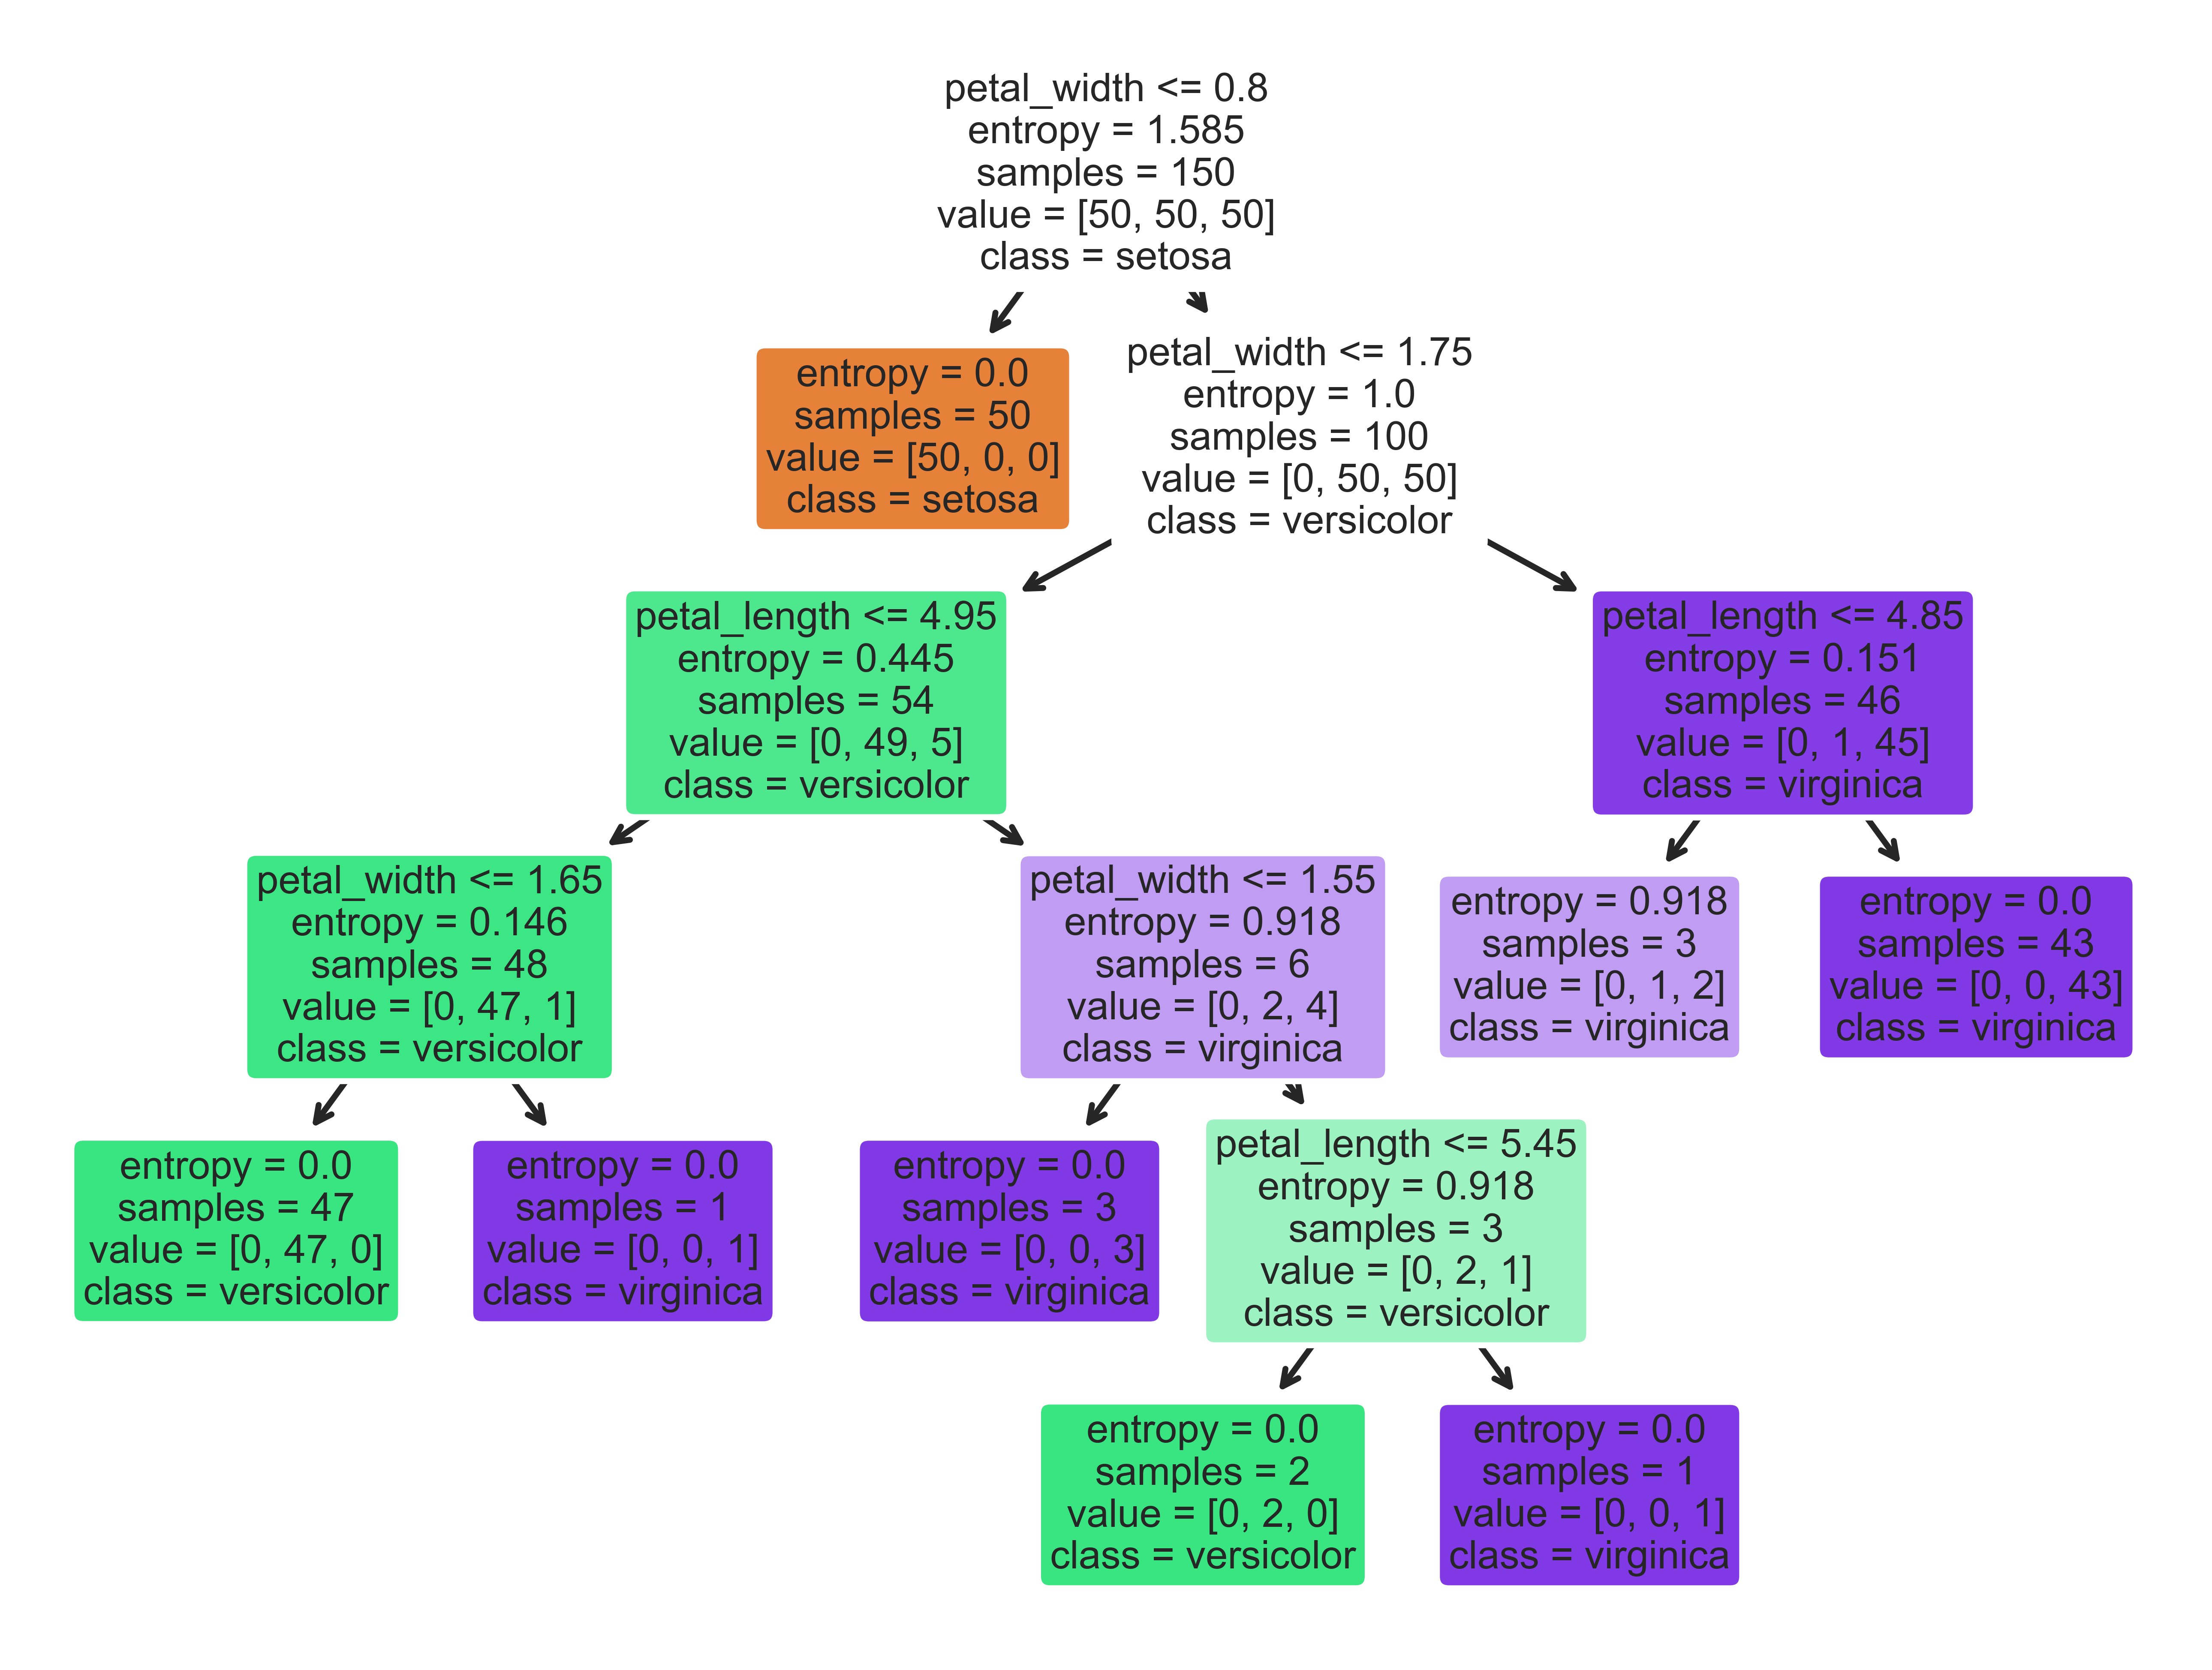 petal_width <= 0.8
entropy = 1.585
samples = 150
value = [50, 50, 50]
class = setosa
entropy = 0.0
samples = 50
value = [50, 0, 0]
class = setosa
petal_width <= 1.75
entropy = 1.0
samples = 100
value = [0, 50, 50]
class = versicolor
petal_length <= 4.95
entropy = 0.445
samples = 54
value = [0, 49, 5]
class = versicolor
petal_length <= 4.85
entropy = 0.151
samples = 46
value = [0, 1, 45]
class = virginica
petal_width <= 1.65
entropy = 0.146
samples = 48
value = [0, 47, 1]
class = versicolor
petal_width <= 1.55
entropy = 0.918
samples = 6
value = [0, 2, 4]
class = virginica
entropy = 0.918
samples = 3
value = [0, 1, 2]
class = virginica
entropy = 0.0
samples = 43
value = [0, 0, 43]
class = virginica
entropy = 0.0
samples = 47
value = [0, 47, 0]
class = versicolor
entropy = 0.0
samples = 1
value = [0, 0, 1]
class = virginica
entropy = 0.0
samples = 3
value = [0, 0, 3]
class = virginica
petal_length <= 5.45
entropy = 0.918
samples = 3
value = [0, 2, 1]
class = versicolor
entropy = 0.0
samples = 2
value = [0, 2, 0]
class = versicolor
entropy = 0.0
samples = 1
value = [0, 0, 1]
class = virginica